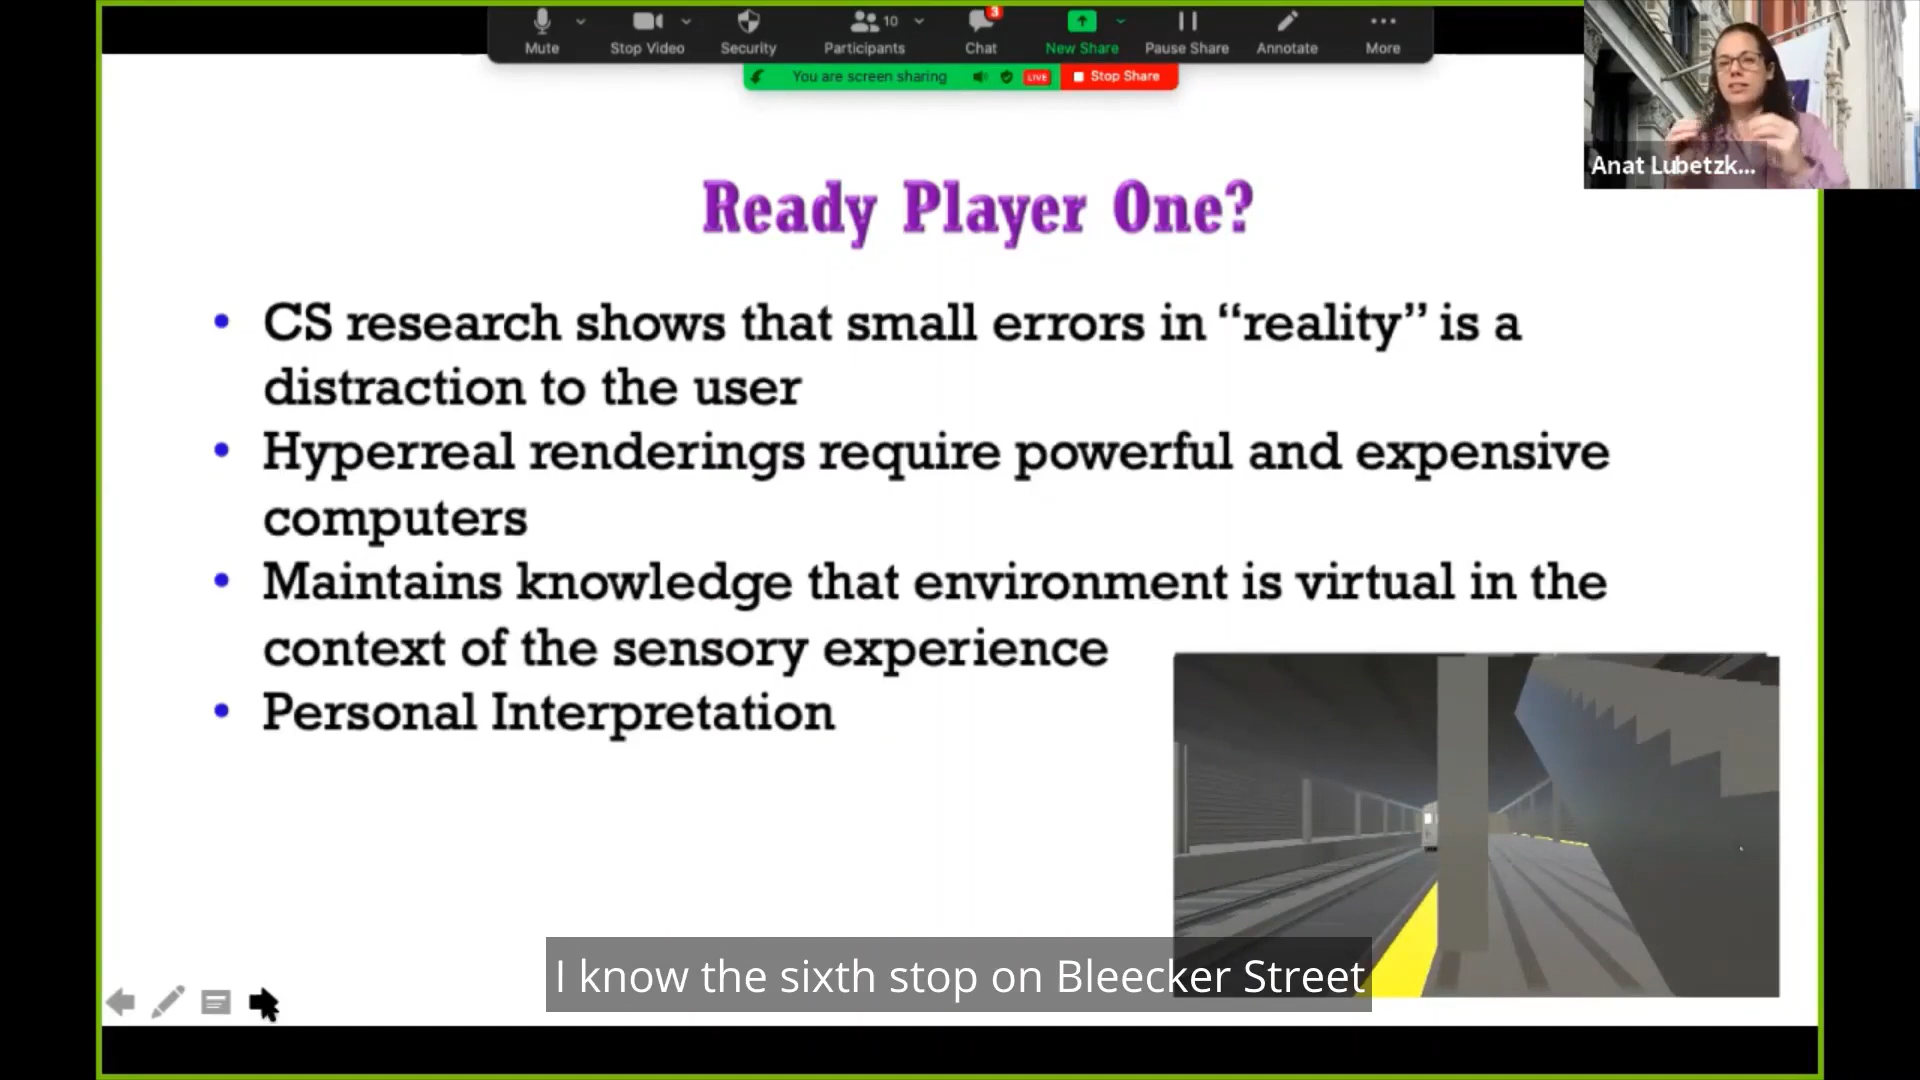 Mute
Stop Video
Security
10
Participants
3
Chat
New Share
Pause Share
Annotate
More
You are screen sharing
LIVE
Stop Share
Anat Lubetzk...
Ready Player One?
• CS research shows that small errors in “reality” is a
distraction to the user
• Hyperreal renderings require powerful and expensive
computers
• Maintains knowledge that environment is virtual in the
context of the sensory experience
• Personal Interpretation
I know the sixth stop on Bleecker Street